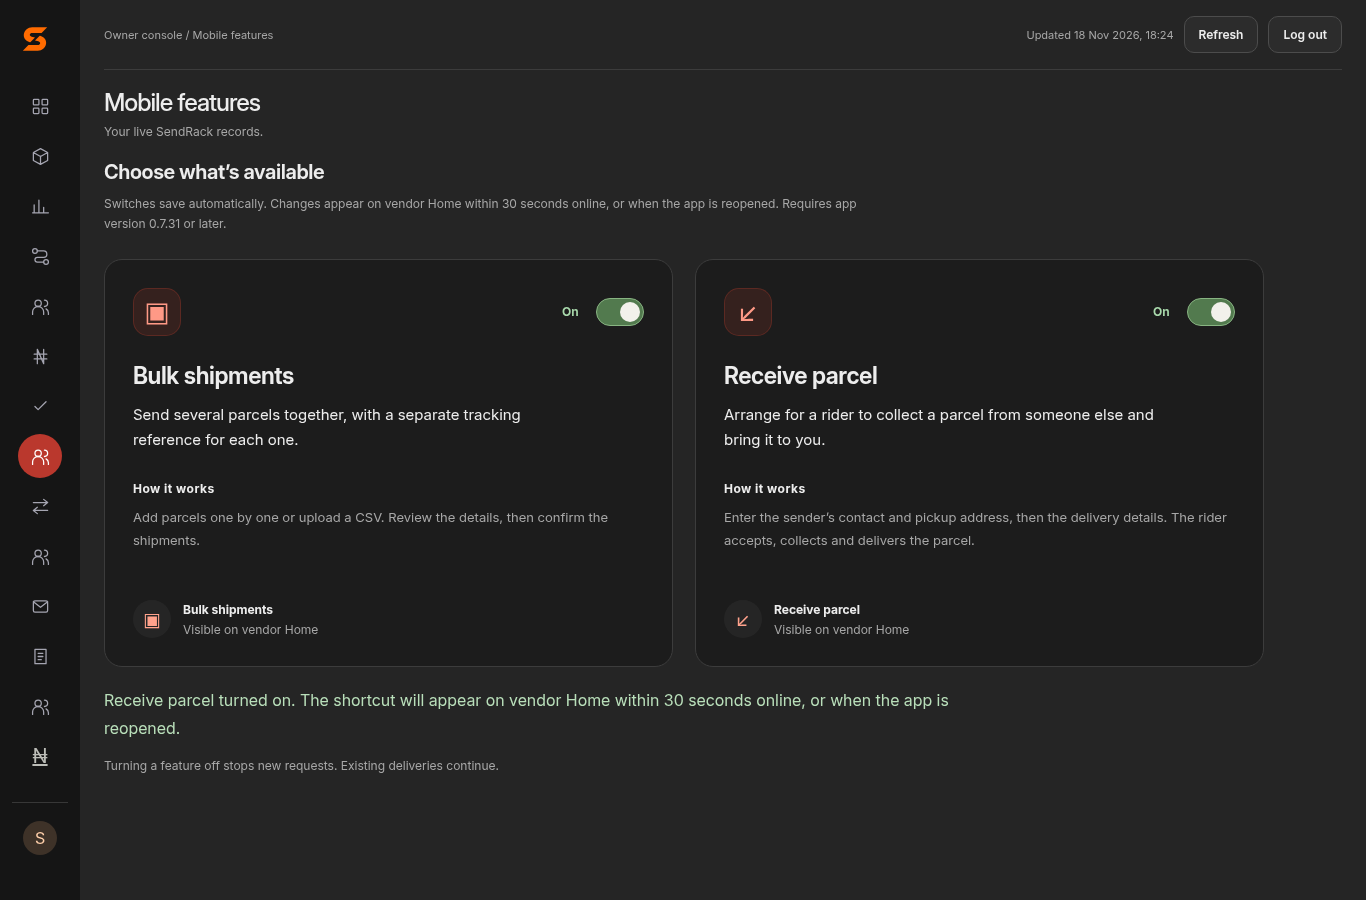 Owner console / Mobile features
Updated 18 Nov 2026, 18:24
Refresh
Log out
Mobile features
Your live SendRack records.
Choose what’s available
Switches save automatically. Changes appear on vendor Home within 30 seconds online, or when the app is reopened. Requires app
version 0.7.31 or later.
On
Bulk shipments
Send several parcels together, with a separate tracking
reference for each one.
How it works
Add parcels one by one or upload a CSV. Review the details, then confirm the
shipments.
Bulk shipments
Visible on vendor Home
On
Receive parcel
Arrange for a rider to collect a parcel from someone else and
bring it to you.
How it works
Enter the sender’s contact and pickup address, then the delivery details. The rider
accepts, collects and delivers the parcel.
Receive parcel
Visible on vendor Home
Receive parcel turned on. The shortcut will appear on vendor Home within 30 seconds online, or when the app is
reopened.
Turning a feature off stops new requests. Existing deliveries continue.
₦
₦
S